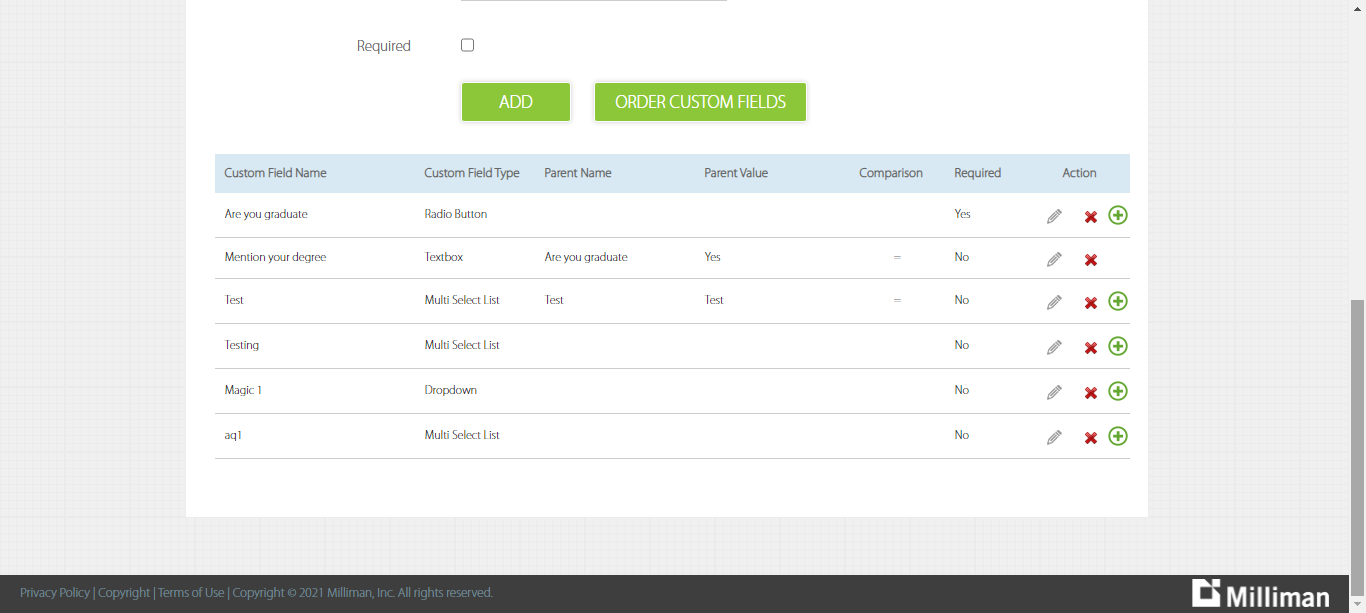 Required
ADD ORDER CUSTOM FIELDS
Custom Field Name Custom Field Type Parent Name Parent Value Comparison Required Action
Are you graduate Radio Button Yes
Mention your degree Textbox Are you graduate Yes = No
Test Multi Select List Test Test = No
Testing Multi Select List No
Magic 1 Dropdown No
aq1 Multi Select List No
Privacy Policy | Copyright | Terms of Use | Copyright © 2021 Milliman, Inc. All rights reserved.
Milliman